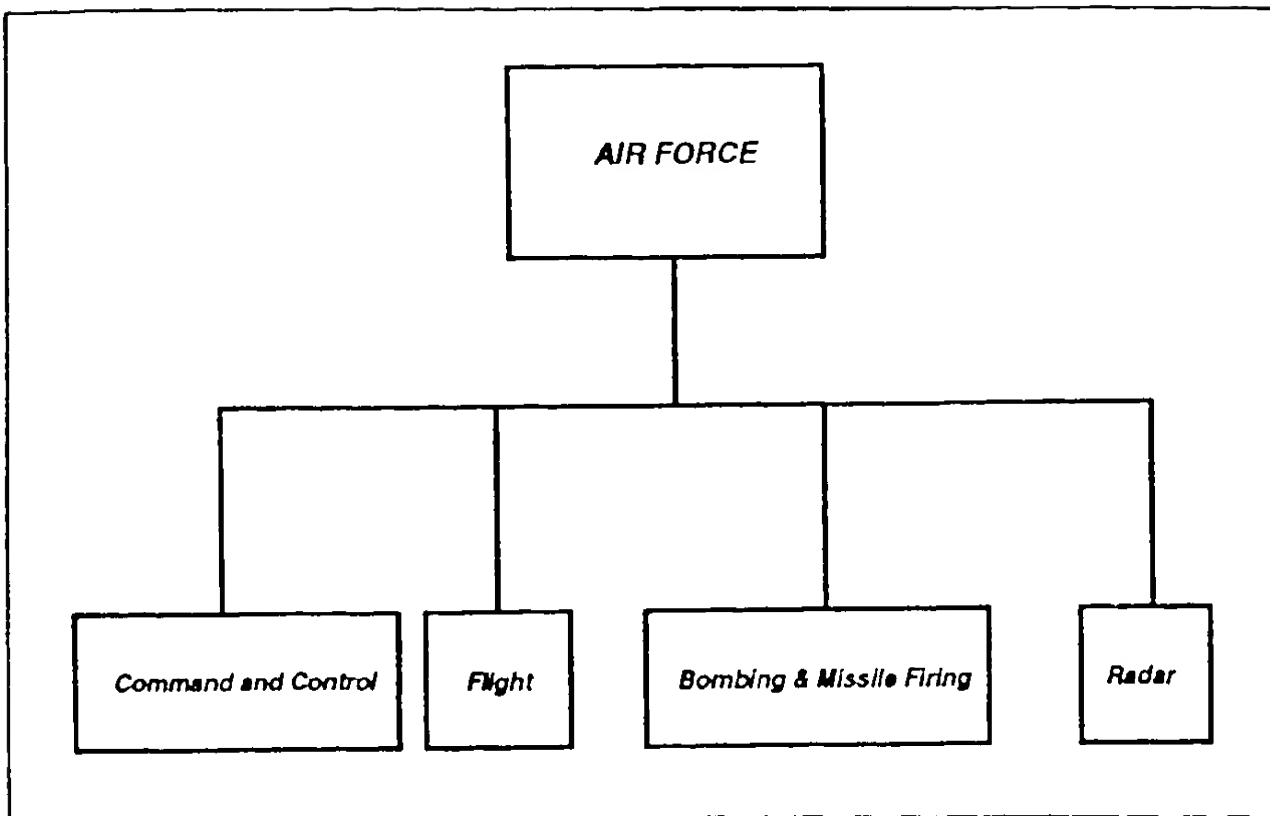 AIR FORCE
Command and Control
Flight
Bombing & Missile Firing
Radar